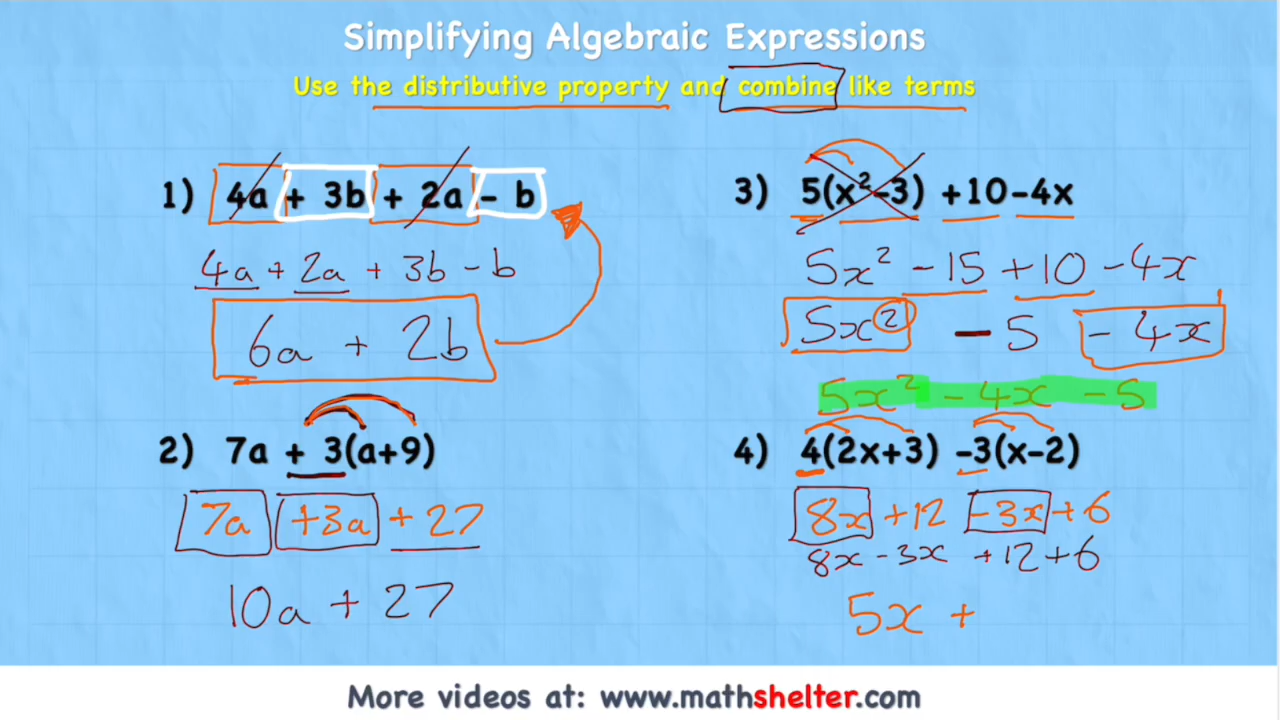 Simplifying Algebraic Expressions
Use the distributive property and combine like terms
1) 4a + 3b + 2a - b
4a + 2a + 3b - b
6a + 2b
2) 7a + 3(a+9)
7a +3a + 27
10a + 27
3) 5(x²-3) +10-4x
5x² - 15 + 10 - 4x
5x² - 5 - 4x
5x² - 4x - 5
4) 4(2x+3) -3(x-2)
8x + 12 - 3x + 6
8x - 3x + 12 + 6
5x +
More videos at: www.mathshelter.com